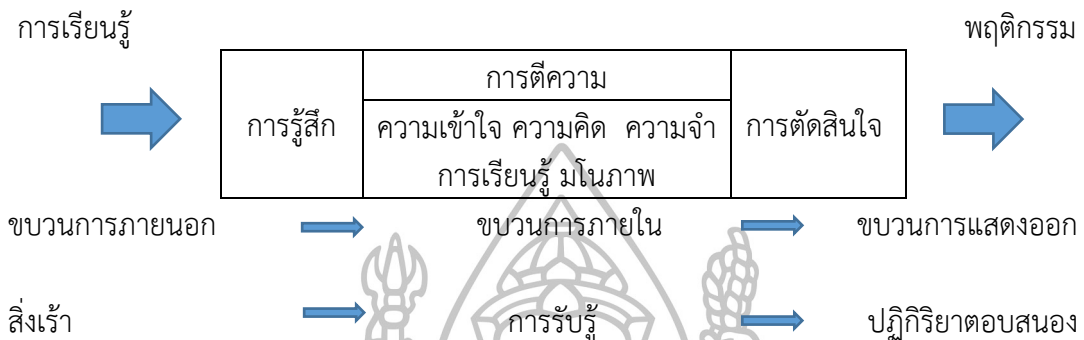 การเรียนรู้ พฤติกรรม
การตีความ
การรู้สึก ความเข้าใจ ความคิด ความจำ การตัดสินใจ
การเรียนรู้ มโนภาพ
ขบวนการภายนอก ขบวนการภายใน ขบวนการแสดงออก
สิ่งเร้า การรับรู้ ปฏิกิริยาตอบสนอง